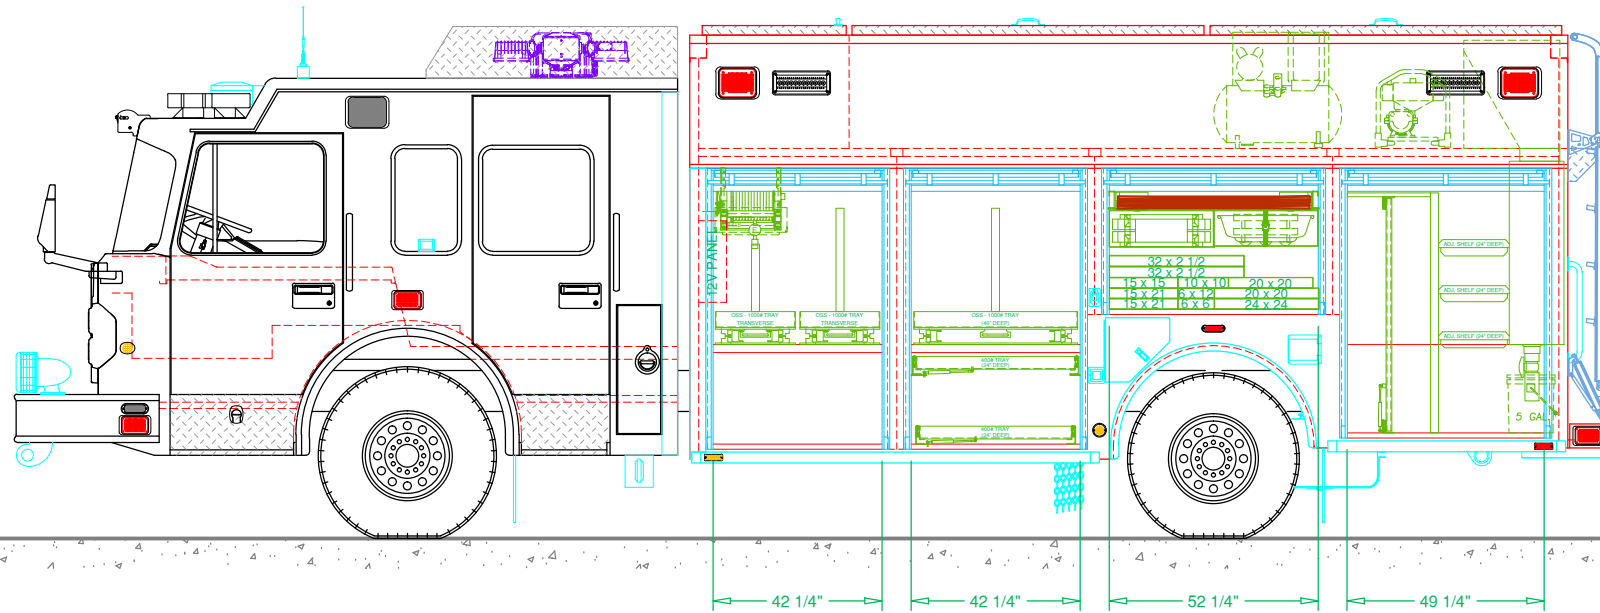 12V PANEL
OSS - 1000# TRAY
TRANSVERSE
OSS - 1000# TRAY
TRANSVERSE
OSS - 1000# TRAY
(46" DEEP)
400# TRAY
(24" DEEP)
400# TRAY
(24" DEEP)
32 x 2 1/2
32 x 2 1/2
15 x 15 10 x 10 20 x 20
15 x 21 6 x 12 20 x 20
15 x 21 6 x 6 24 x 24
ADJ. SHELF (24" DEEP)
ADJ. SHELF (24" DEEP)
ADJ. SHELF (24" DEEP)
5 GAL
42 1/4"
42 1/4"
52 1/4"
49 1/4"